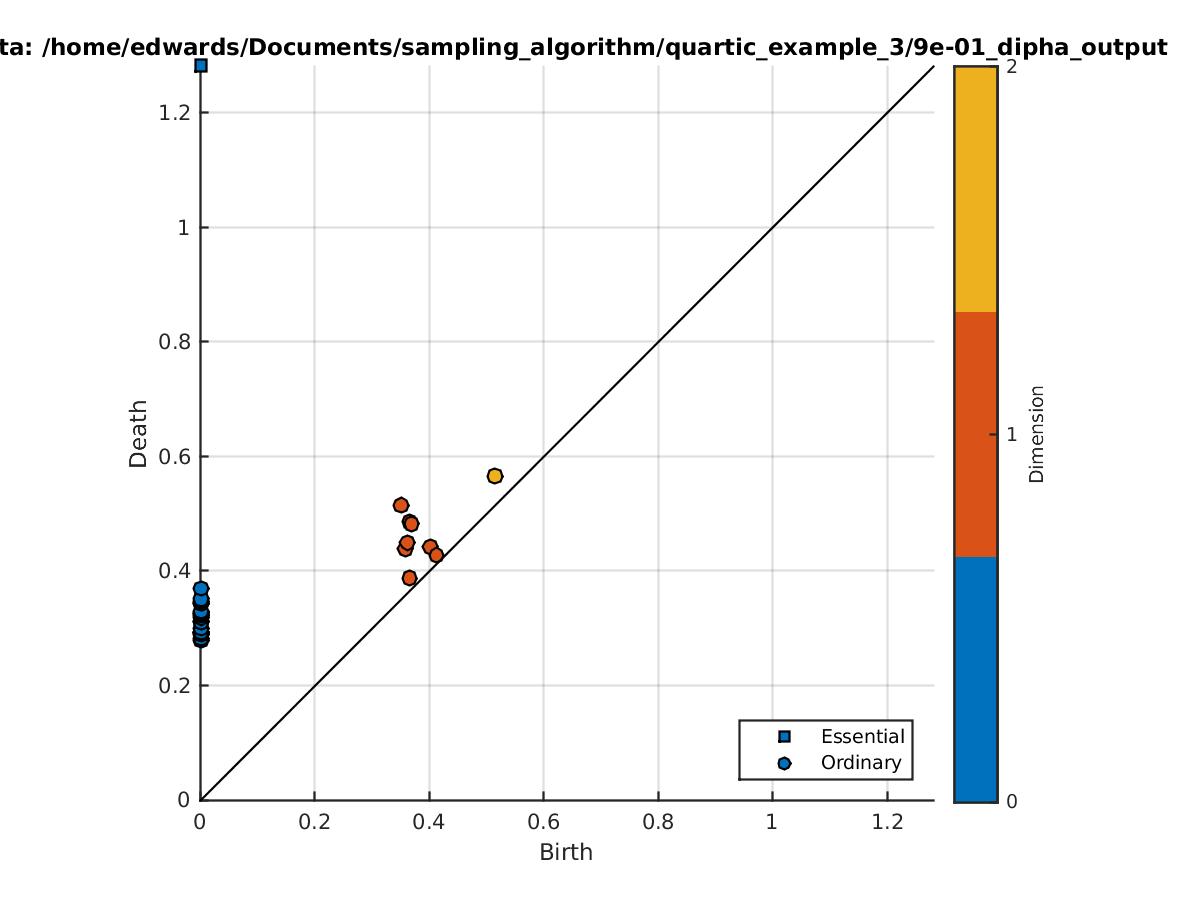 ta: /home/edwards/Documents/sampling_algorithm/quartic_example_3/9e-01_dipha_output
1.2
1
0.8
0.6
0.4
0.2
0
Death
0
0.2
0.4
0.6
0.8
1
1.2
Birth
Essential
Ordinary
2
1
0
Dimension